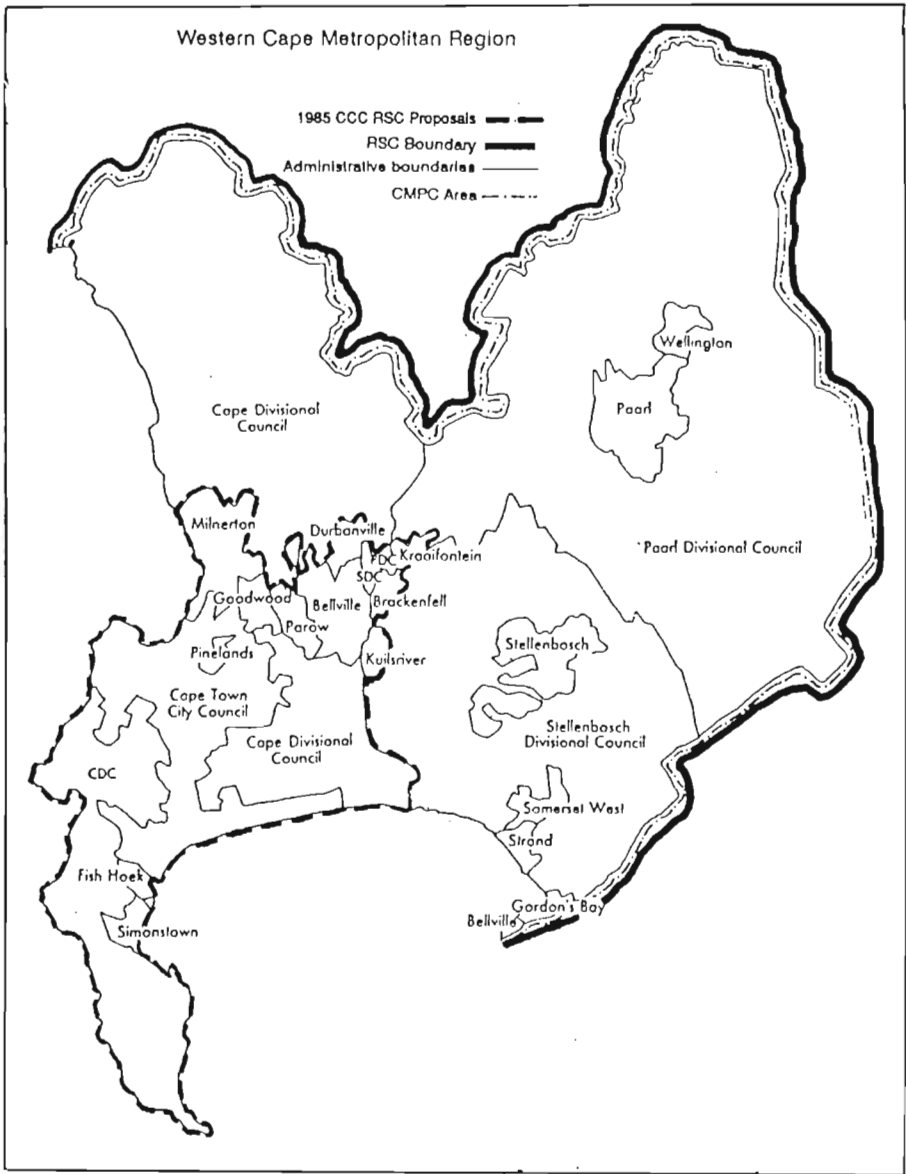 Western Cape Metropolitan Region
1985 CCC RSC Proposals
RSC Boundary
Administrative boundaries
CMPC Area
Wellington
Paarl
Cape Divisional
Council
Milnerton
Durbanville
FDC
Kraaifontein
Paarl Divisional Council
SDC
Goodwood
Bellville
Brackenfell
Parow
Pinelands
Kuilsriver
Stellenbosch
Cape Town
City Council
Stellenbosch
Divisional Council
Cape Divisional
Council
CDC
Somerset West
Strand
Fish Hoek
Gordon's Bay
Bellville
Simonstown